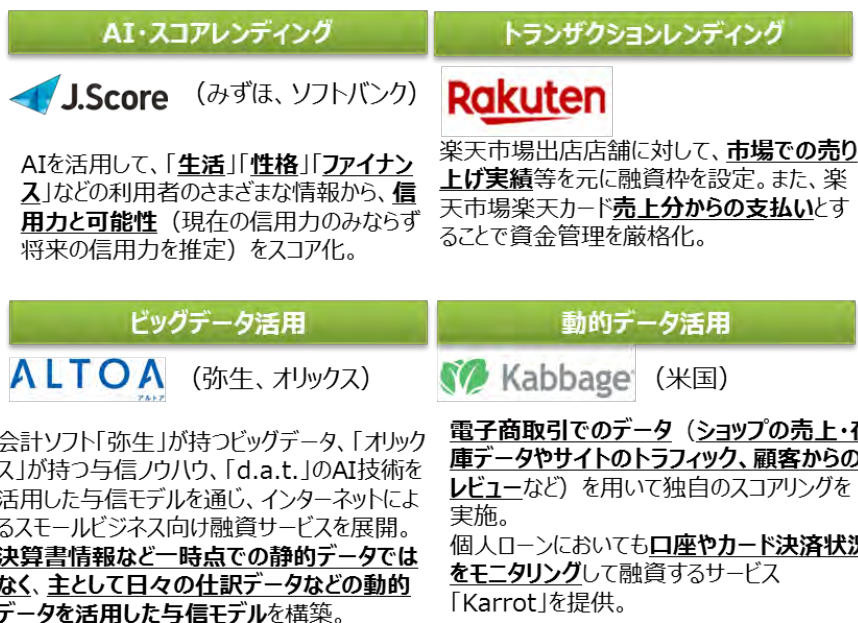 AI・スコアレンディング
J.Score （みずほ、ソフトバンク）
AIを活用して、「生活」「性格」「ファイナン
ス」などの利用者のさまざまな情報から、信
用力と可能性（現在の信用力のみならず
将来の信用力を推定）をスコア化。
トランザクションレンディング
Rakuten
楽天市場出店店舗に対して、市場での売り
上げ実績等を元に融資枠を設定。また、楽
天市場楽天カード売上分からの支払いとす
ることで資金管理を厳格化。
ビッグデータ活用
ALTOA （弥生、オリックス）
アルトア
会計ソフト「弥生」が持つビッグデータ、「オリック
ス」が持つ与信ノウハウ、「d.a.t.」のAI技術を
活用した与信モデルを通じ、インターネットによ
るスモールビジネス向け融資サービスを展開。
決算書情報など一時点での静的データでは
なく、主として日々の仕訳データなどの動的
データを活用した与信モデルを構築。
動的データ活用
Kabbage （米国）
電子商取引でのデータ（ショップの売上・在
庫データやサイトのトラフィック、顧客からの
レビューなど）を用いて独自のスコアリングを
実施。
個人ローンにおいても口座やカード決済状況
をモニタリングして融資するサービス
「Karrot」を提供。